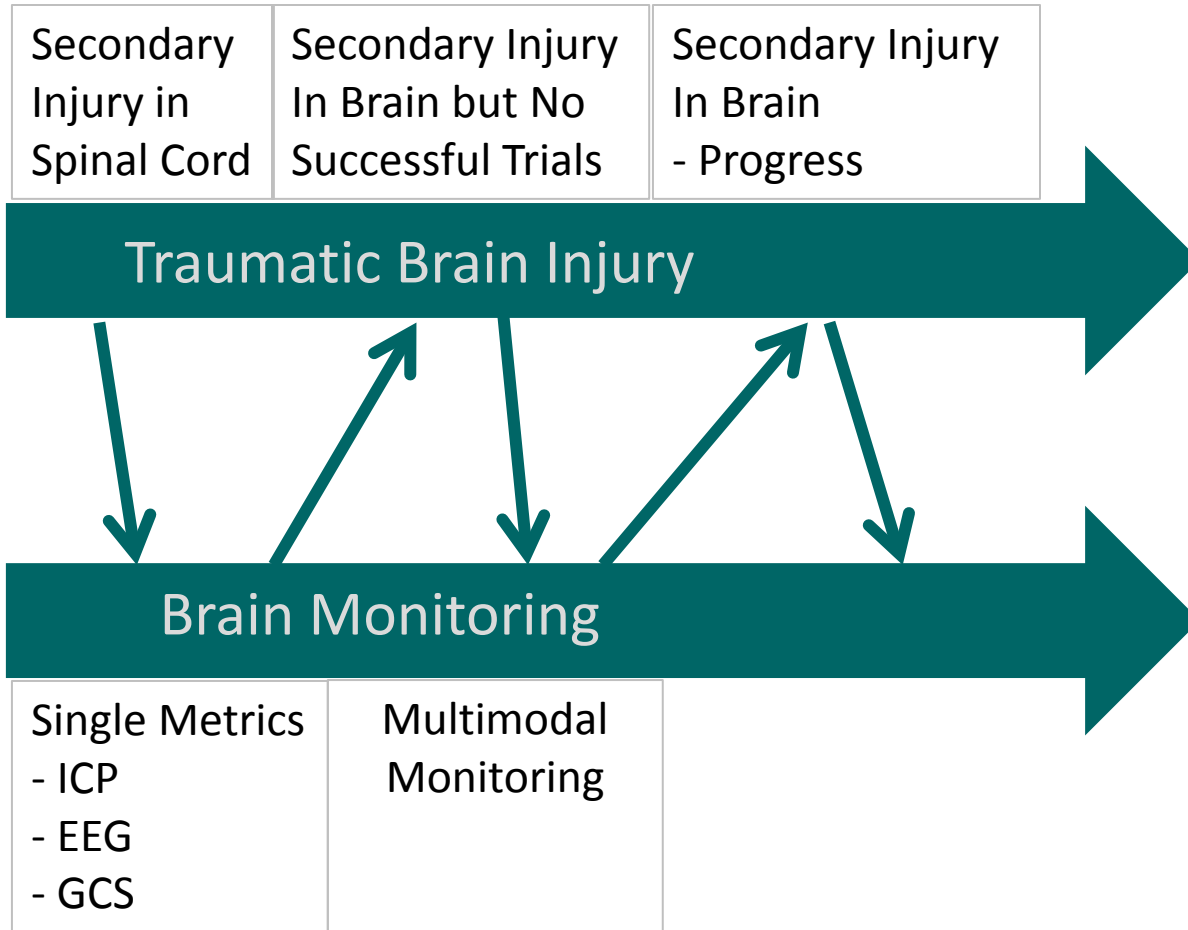 Secondary
Injury in
Spinal Cord
Secondary Injury
In Brain but No
Successful Trials
Secondary Injury
In Brain
- Progress
Traumatic Brain Injury
Brain Monitoring
Single Metrics
- ICP
- EEG
- GCS
Multimodal
Monitoring